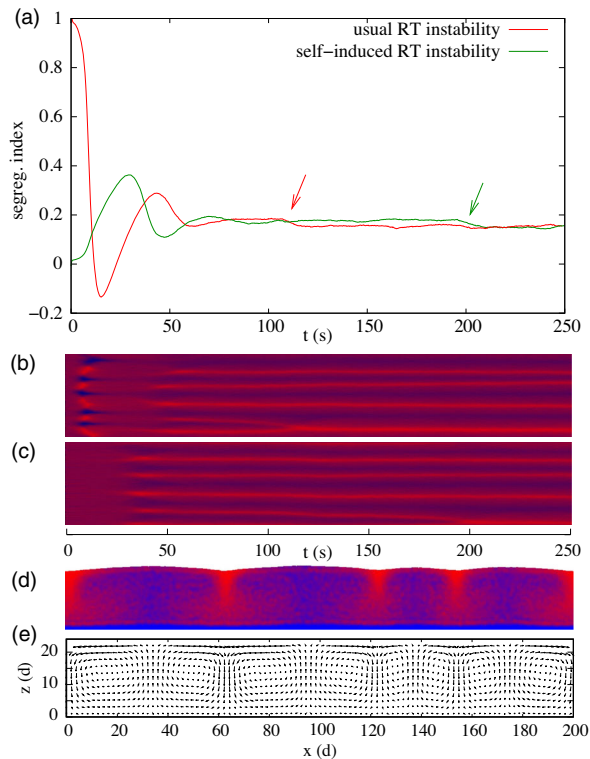 (a)
usual RT instability
self-induced RT instability
segreg. index
1
0.8
0.6
0.4
0.2
0
−0.2
0 50 100 150 200 250
t (s)
(b)
(c)
0 50 100 150 200 250
t (s)
(d)
(e)
z (d)
20
10
0
0 20 40 60 80 100 120 140 160 180 200
x (d)